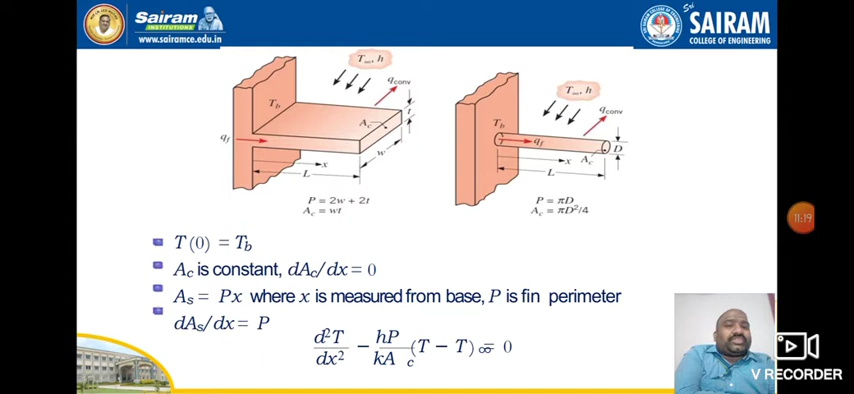 Sairam
INSTITUTIONS
www.sairamce.edu.in
Sri
SAIRAM
COLLEGE OF ENGINEERING
T∞, h
qconv
Tb
Ac
t
qf
x
w
L
P = 2w + 2t
Ac = wt
T∞, h
qconv
Tb
qf
D
x
Ac
L
P = πD
Ac = πD²/4
11:19
T(0) = Tb
Ac is constant, dAc/dx = 0
As = Px where x is measured from base, P is fin perimeter
dAs/dx = P
d²T/dx² − hP/kAc (T − T)∞ = 0
V RECORDER